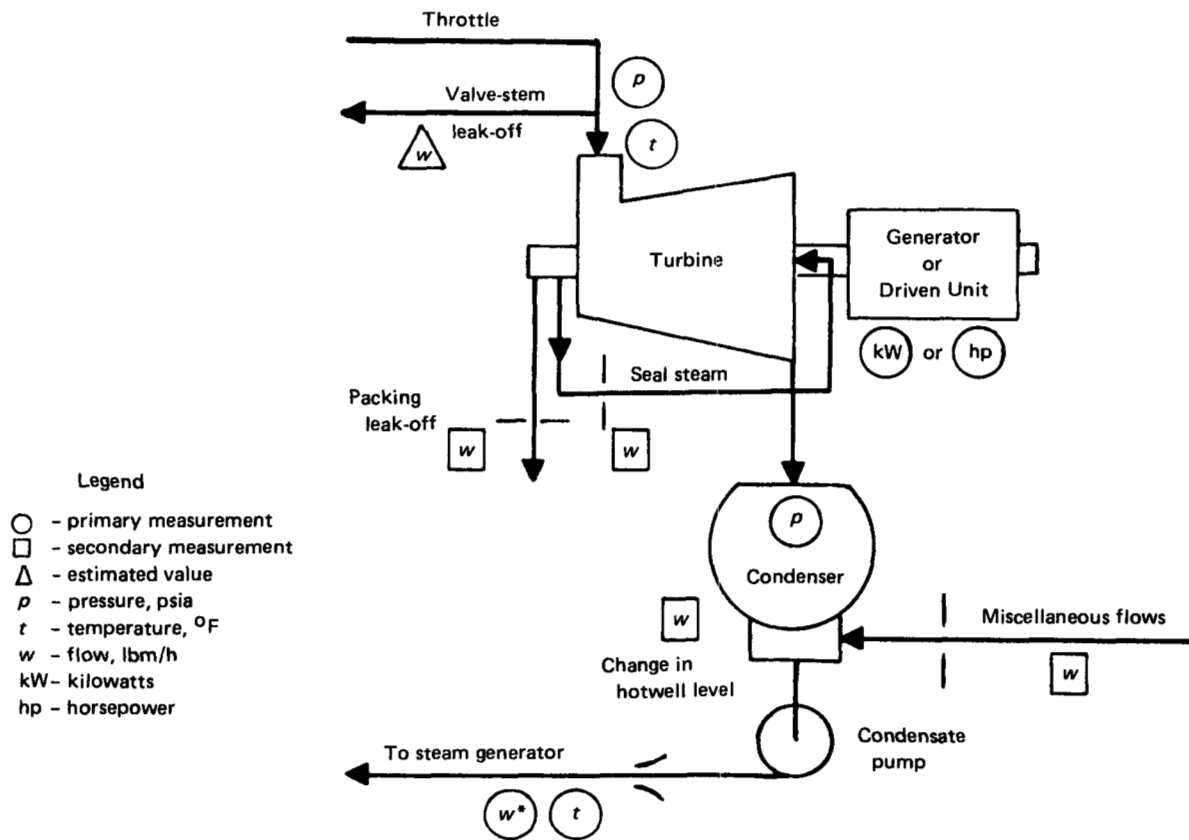 Throttle
p
Valve-stem
leak-off
w
t
Turbine
Generator
or
Driven Unit
kW or hp
Seal steam
Packing
leak-off
w
w
Legend
– primary measurement
– secondary measurement
– estimated value
p – pressure, psia
t – temperature, °F
w – flow, lbm/h
kW – kilowatts
hp – horsepower
p
Condenser
w
Change in
hotwell level
Miscellaneous flows
w
Condensate
pump
To steam generator
w* t